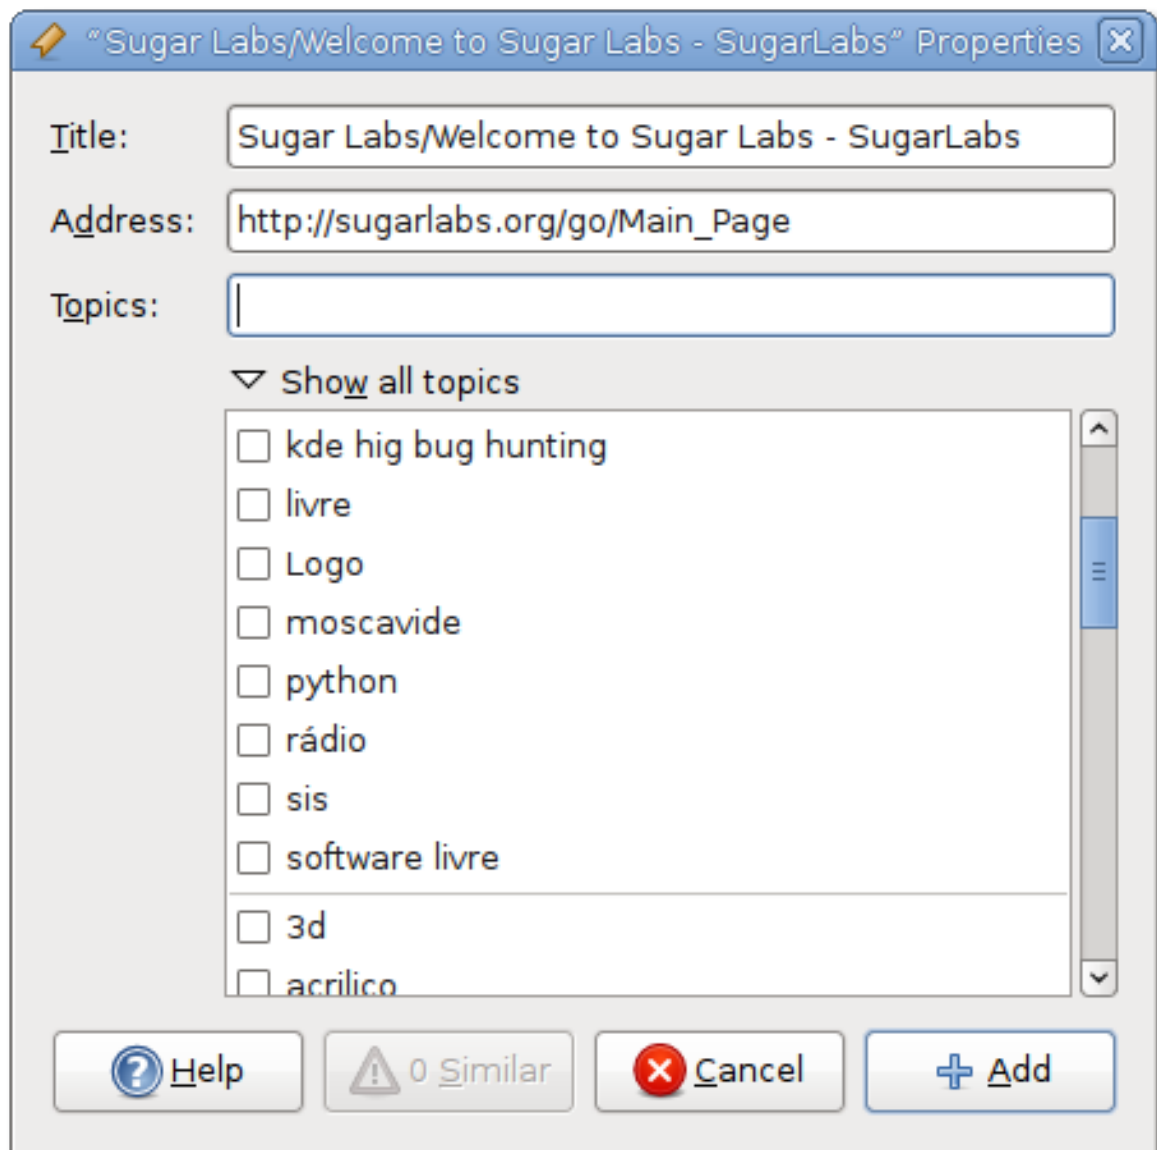 “Sugar Labs/Welcome to Sugar Labs - SugarLabs” Properties
Title: Sugar Labs/Welcome to Sugar Labs - SugarLabs
Address: http://sugarlabs.org/go/Main_Page
Topics:
Show all topics
kde hig bug hunting
livre
Logo
moscavide
python
rádio
sis
software livre
3d
acrilico
Help 0 Similar Cancel Add